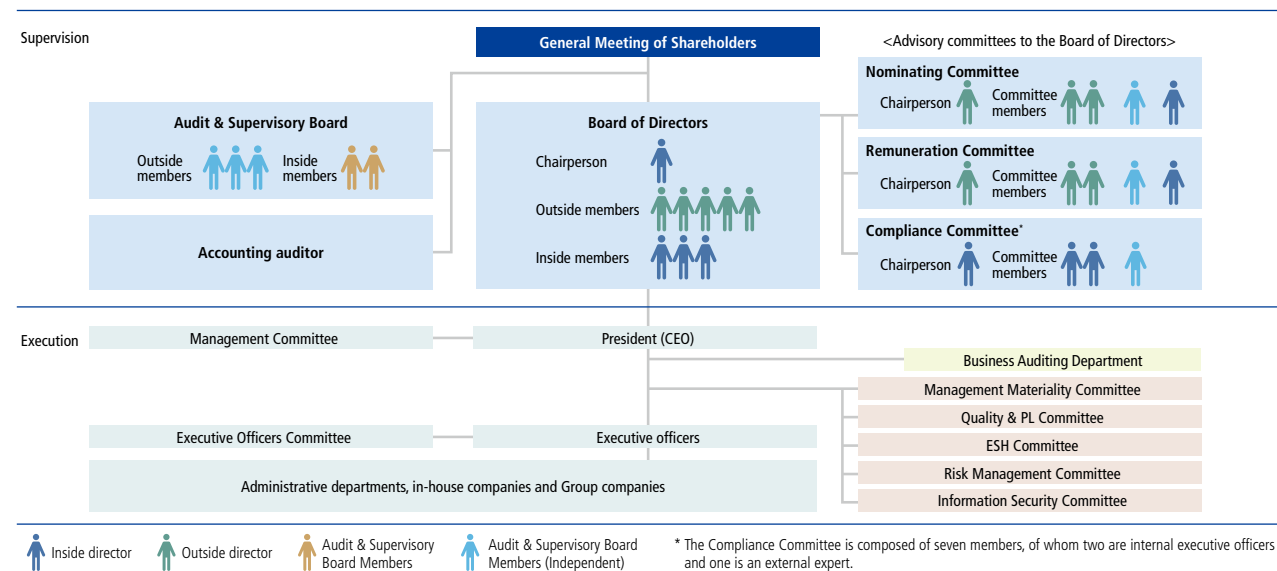 Supervision
General Meeting of Shareholders
<Advisory committees to the Board of Directors>
Nominating Committee
Chairperson
Committee
members
Audit & Supervisory Board
Outside
members
Inside
members
Board of Directors
Chairperson
Outside members
Inside members
Remuneration Committee
Chairperson
Committee
members
Accounting auditor
Compliance Committee*
Chairperson
Committee
members
Execution
Management Committee
President (CEO)
Business Auditing Department
Management Materiality Committee
Quality & PL Committee
Executive Officers Committee
Executive officers
ESH Committee
Risk Management Committee
Administrative departments, in-house companies and Group companies
Information Security Committee
Inside director
Outside director
Audit & Supervisory
Board Members
Audit & Supervisory Board
Members (Independent)
* The Compliance Committee is composed of seven members, of whom two are internal executive officers
and one is an external expert.